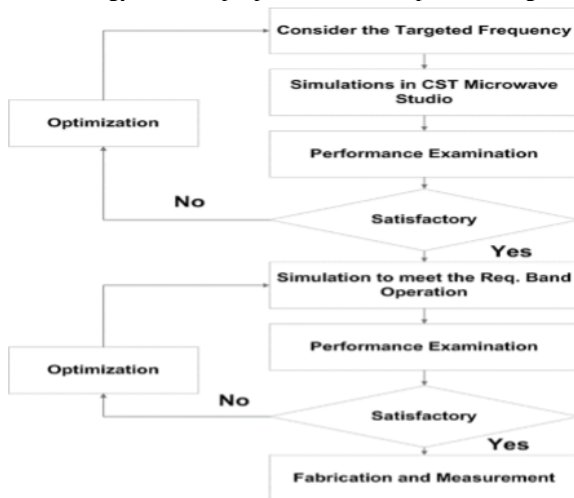 Consider the Targeted Frequency
Simulations in CST Microwave
Studio
Optimization
Performance Examination
No
Satisfactory
Yes
Simulation to meet the Req. Band
Operation
Performance Examination
Optimization
No
Satisfactory
Yes
Fabrication and Measurement